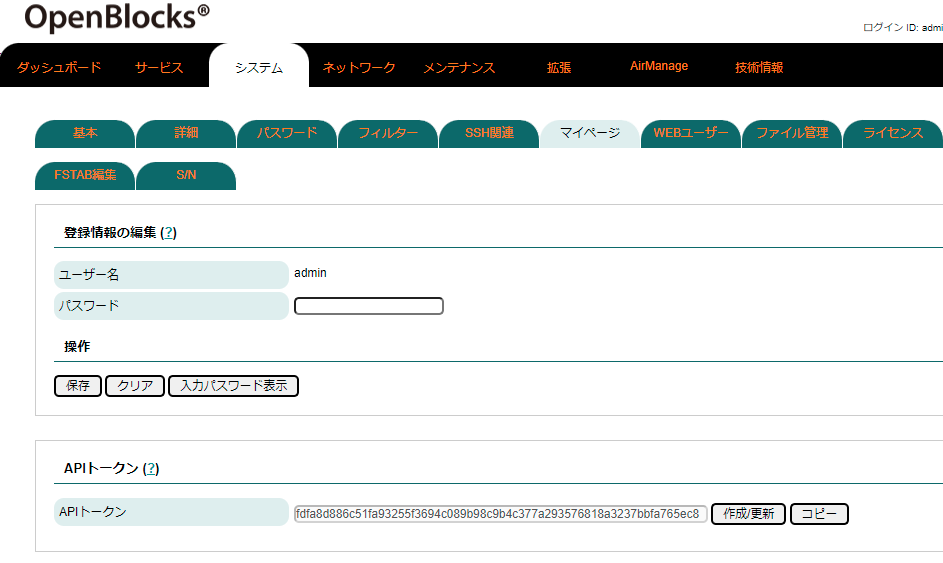 OpenBlocks®
ログイン ID: admi
ダッシュボード サービス システム ネットワーク メンテナンス 拡張 AirManage 技術情報
基本 詳細 パスワード フィルター SSH関連 マイページ WEBユーザー ファイル管理 ライセンス
FSTAB編集 S/N
登録情報の編集 (?)
ユーザー名 admin
パスワード
操作
保存 クリア 入力パスワード表示
APIトークン (?)
APIトークン fdfa8d886c51fa93255f3694c089b98c9b4c377a293576818a3237bbfa765ec8 作成/更新 コピー